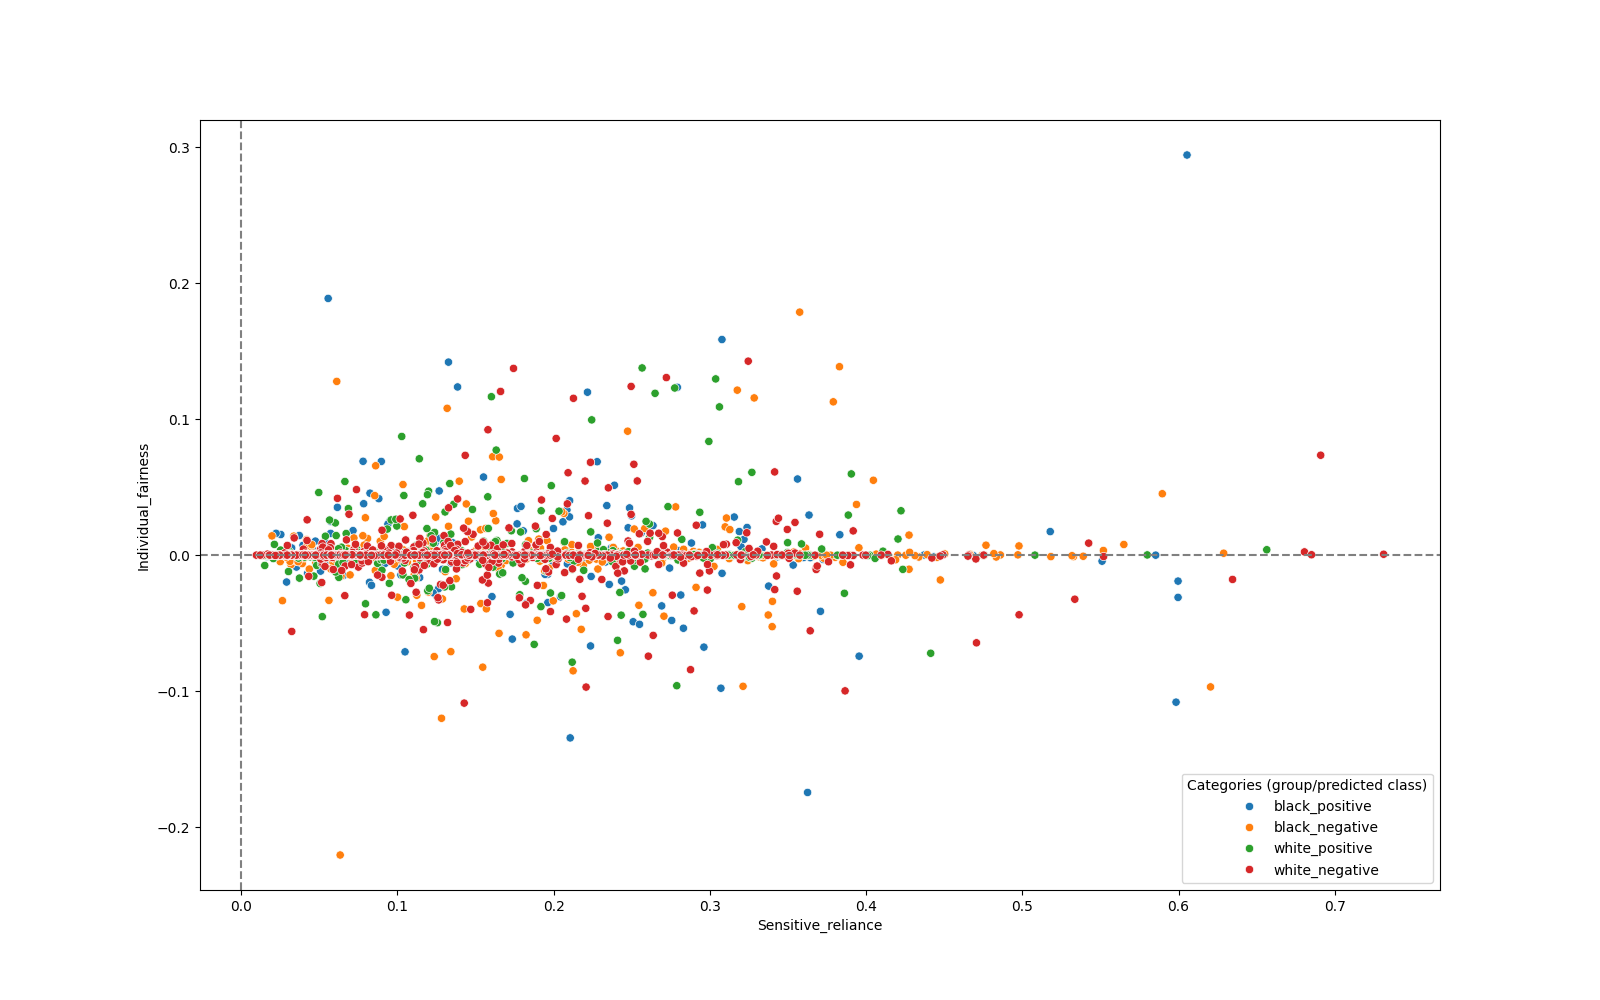 0.3
0.2
0.1
0.0
−0.1
−0.2
Individual_fairness
0.0 0.1 0.2 0.3 0.4 0.5 0.6 0.7
Sensitive_reliance
Categories (group/predicted class)
black_positive
black_negative
white_positive
white_negative